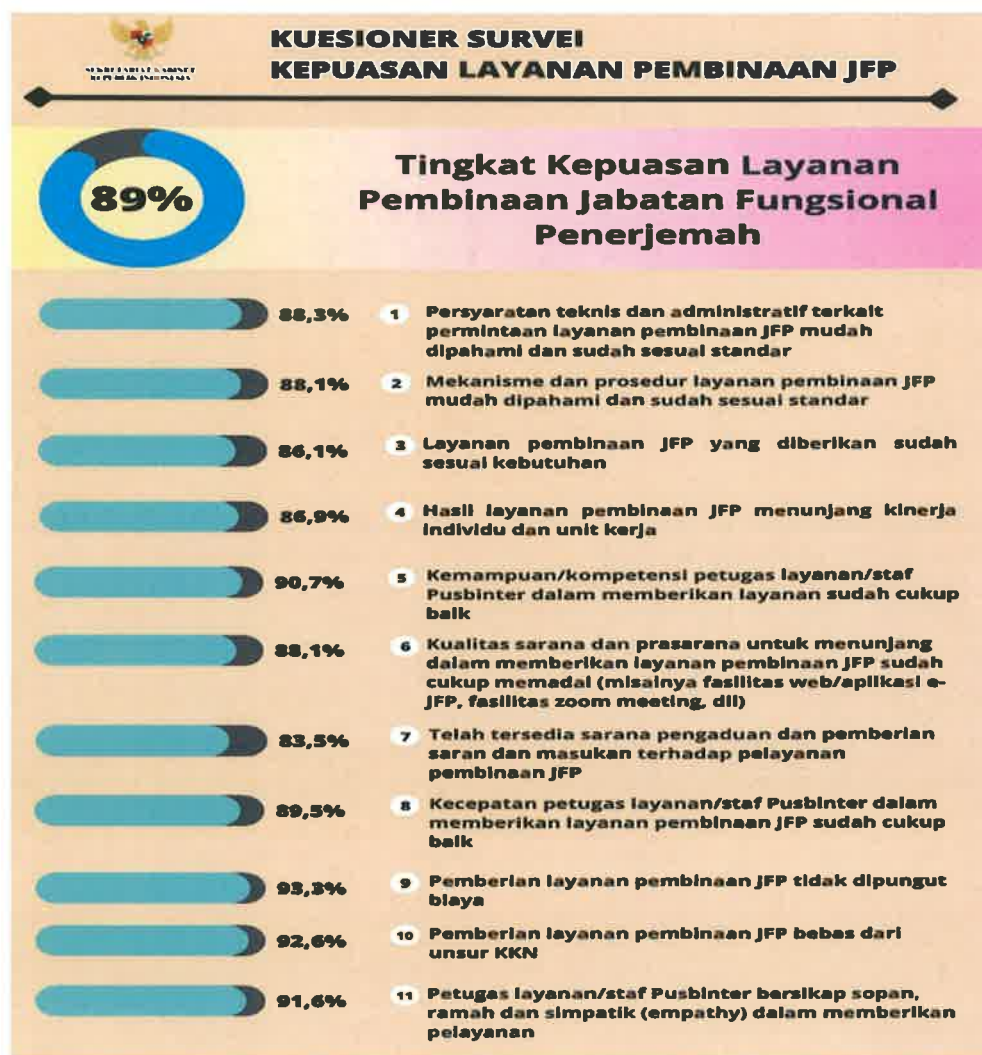 SEKRETARIAT KABINET
REPUBLIK INDONESIA
KUESIONER SURVEI
KEPUASAN LAYANAN PEMBINAAN JFP
89%
Tingkat Kepuasan Layanan
Pembinaan Jabatan Fungsional
Penerjemah
88,3% 1 Persyaratan teknis dan administratif terkait
permintaan layanan pembinaan JFP mudah
dipahami dan sudah sesuai standar
88,1% 2 Mekanisme dan prosedur layanan pembinaan JFP
mudah dipahami dan sudah sesuai standar
86,1% 3 Layanan pembinaan JFP yang diberikan sudah
sesuai kebutuhan
86,9% 4 Hasil layanan pembinaan JFP menunjang kinerja
individu dan unit kerja
90,7% 5 Kemampuan/kompetensi petugas layanan/staf
Pusbinter dalam memberikan layanan sudah cukup
baik
88,1% 6 Kualitas sarana dan prasarana untuk menunjang
dalam memberikan layanan pembinaan JFP sudah
cukup memadai (misalnya fasilitas web/aplikasi e-
JFP, fasilitas zoom meeting, dll)
83,5% 7 Telah tersedia sarana pengaduan dan pemberian
saran dan masukan terhadap pelayanan
pembinaan JFP
89,5% 8 Kecepatan petugas layanan/staf Pusbinter dalam
memberikan layanan pembinaan JFP sudah cukup
baik
93,3% 9 Pemberian layanan pembinaan JFP tidak dipungut
biaya
92,6% 10 Pemberian layanan pembinaan JFP bebas dari
unsur KKN
91,6% 11 Petugas layanan/staf Pusbinter bersikap sopan,
ramah dan simpatik (empathy) dalam memberikan
pelayanan